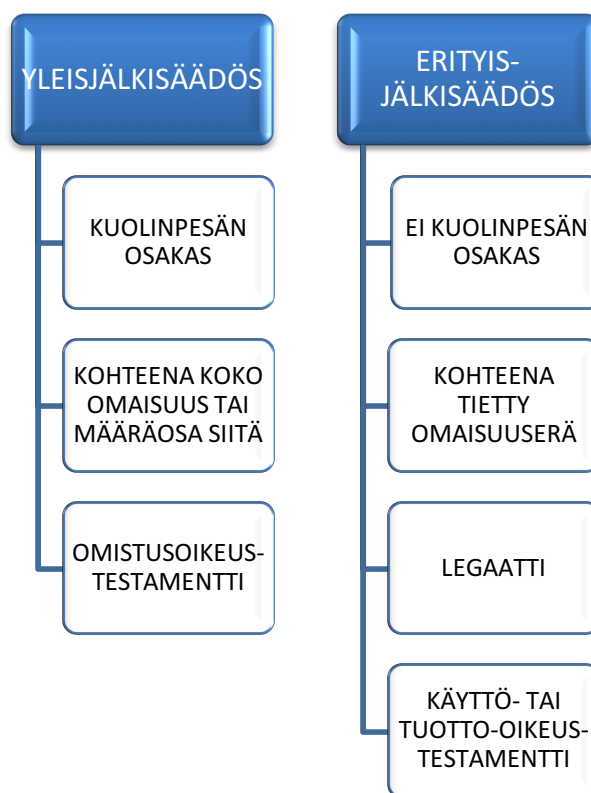 YLEISJÄLKISÄÄDÖS
KUOLINPESÄN
OSAKAS
KOHTEENA KOKO
OMAISUUS TAI
MÄÄRÄOSA SIITÄ
OMISTUSOIKEUS-
TESTAMENTTI
ERITYIS-
JÄLKISÄÄDÖS
EI KUOLINPESÄN
OSAKAS
KOHTEENA
TIETTY
OMAISUUSERÄ
LEGAATTI
KÄYTTÖ- TAI
TUOTTO-OIKEUS-
TESTAMENTTI